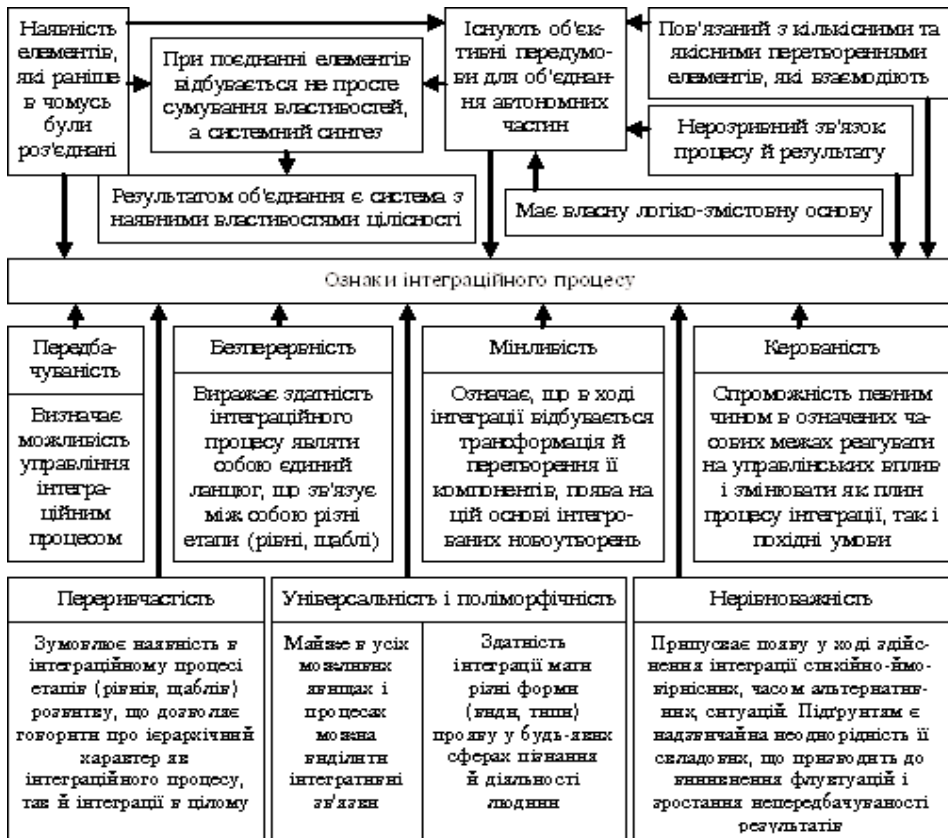 Наявність
елементів,
які раніше
в чомусь
були
роз'єднані
При поєднанні елементів
відбувається не просте
сумування властивостей,
а системний синтез
Існують об'єк-
тивні передумо-
ви для об'єднан-
ня автономних
частин
Пов'язаний з кількісними та
якісними перетвореннями
елементів, які взаємодіють
Нерозривний зв'язок
процесу й результату
Результатом об'єднання є система з
наявними властивостями цілісності
Має власну логіко-змістовну основу
Ознаки інтеграційного процесу
Передба-
чуваність
Визначає
можливість
управління
інтегра-
ційним
процесом
Безперервність
Виражає здатність
інтеграційного
процесу являти
собою єдиний
ланцюг, що зв'язує
між собою різні
етапи (рівні, щаблі)
Мінливість
Означає, що в ході
інтеграції відбувається
трансформація й
перетворення її
компонентів, поява на
цій основі інтегро-
ваних новоутворень
Керованість
Спроможність певним
чином в означених ча-
сових межах реагувати
на управлінських вплив
і змінювати як плин
процесу інтеграції, так і
похідні умови
Переривчастість
Зумовлює наявність в
інтеграційному процесі
етапів (рівнів, щаблів)
розвитку, що дозволяє
говорити про ієрархічний
характер як
інтеграційного процесу,
так й інтеграції в цілому
Універсальність і поліморфічність
Майже в усіх
можливих
явищах і
процесах
можна
виділити
інтегративні
зв'язки
Здатність
інтеграції мати
різні форми
(види, типи)
прояву у будь-яких
сферах пізнання
й діяльності
людини
Нерівноважність
Припускає появу у ході здійс-
нення інтеграції стихійно-ймо-
вірнісних, часом альтернатив-
них, ситуацій. Підґрунтям є
надзвичайна неоднорідність її
складових, що призводить до
виникнення флуктуацій і
зростання непередбачуваності
результатів